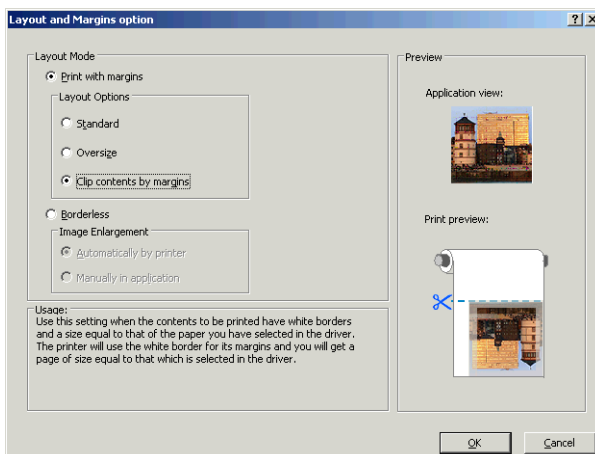 Layout and Margins option
Layout Mode
Print with margins
Layout Options
Standard
Oversize
Clip contents by margins
Borderless
Image Enlargement
Automatically by printer
Manually in application
Usage:
Use this setting when the contents to be printed have white borders
and a size equal to that of the paper you have selected in the driver.
The printer will use the white border for its margins and you will get a
page of size equal to that which is selected in the driver.
Preview
Application view:
Print preview:
OK
Cancel